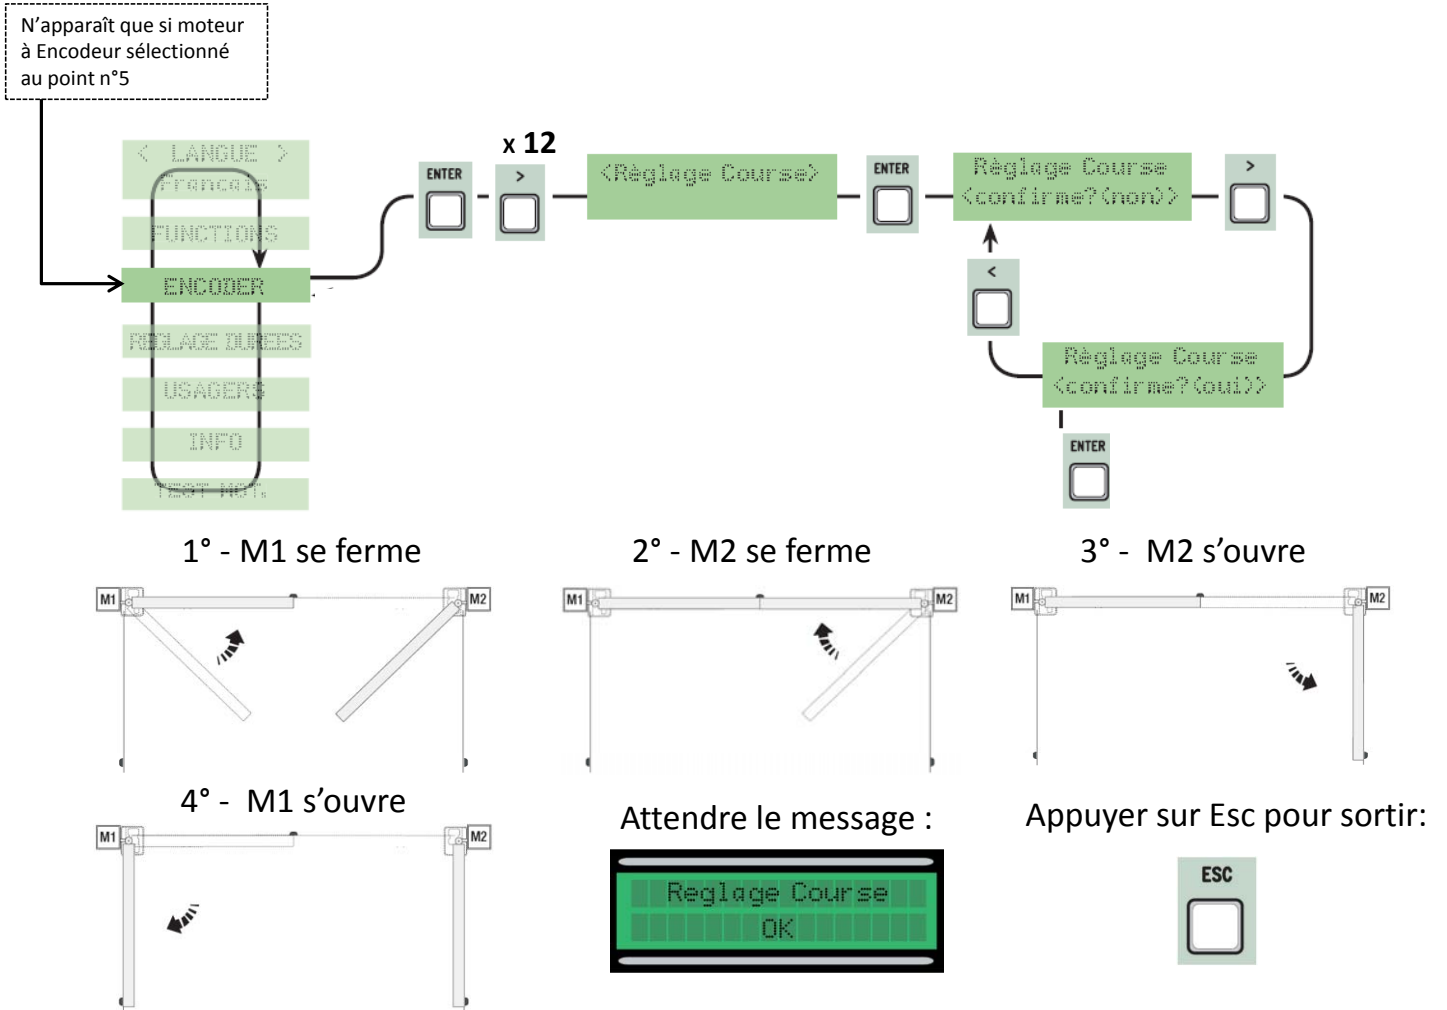 N'apparaît que si moteur
à Encodeur sélectionné
au point n°5
< LANGUE >
Francais
FUNCTIONS
ENCODER
REGLAGE DUREES
USAGERS
INFO
TEST MOT.
ENTER
x 12
>
<Règlage Course>
ENTER
Règlage Course
<confirme?(non)>
>
<
Règlage Course
<confirme?(oui)>
ENTER
1° - M1 se ferme
M1
M2
2° - M2 se ferme
M1
M2
3° - M2 s'ouvre
M1
M2
4° - M1 s'ouvre
M1
M2
Attendre le message :
Reglage Course
OK
Appuyer sur Esc pour sortir:
ESC